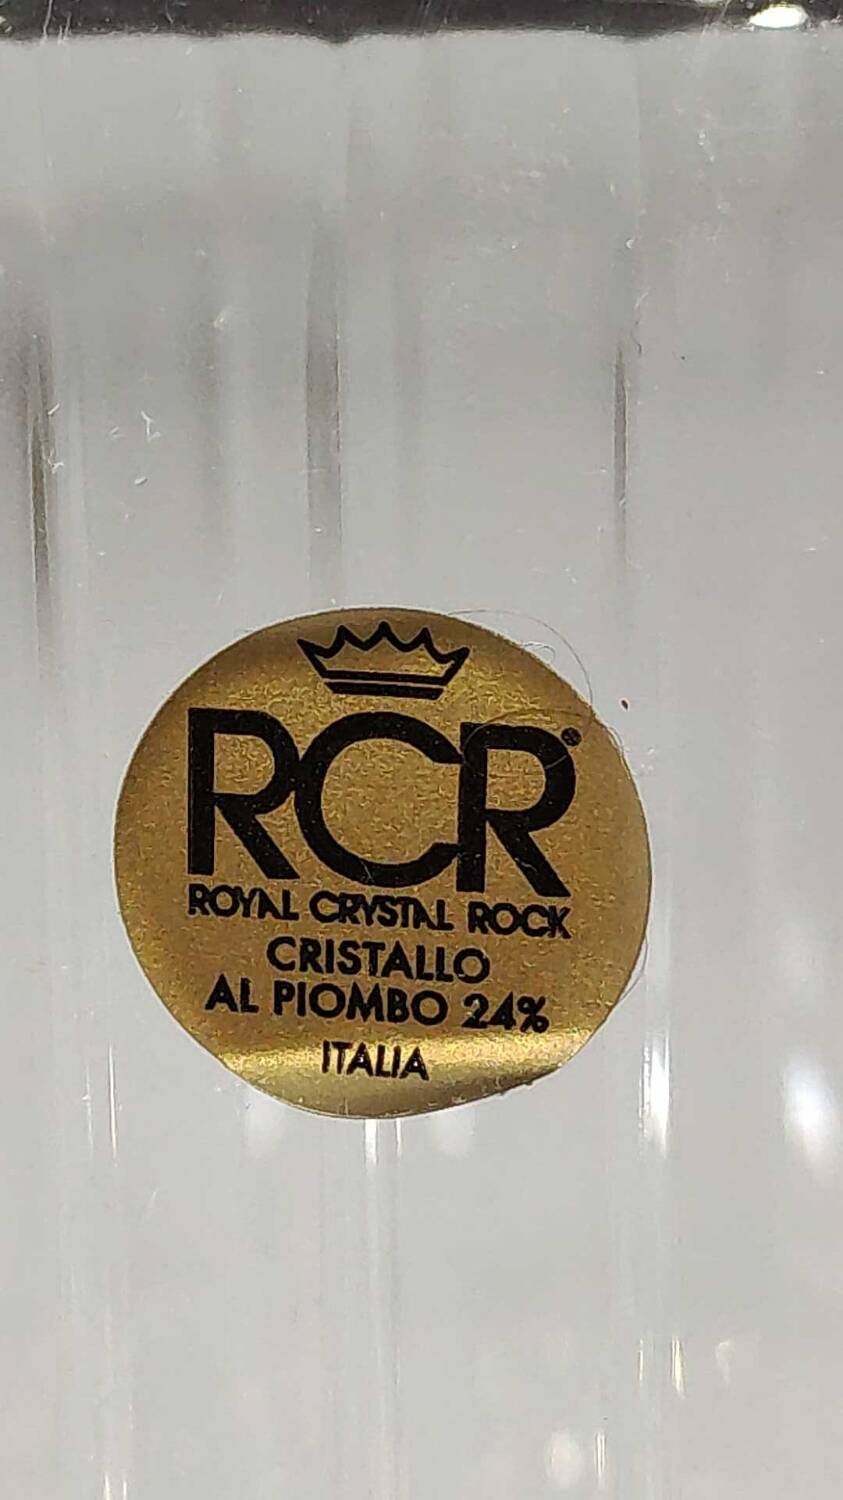 RCR®
ROYAL CRYSTAL ROCK
CRISTALLO
AL PIOMBO 24%
ITALIA